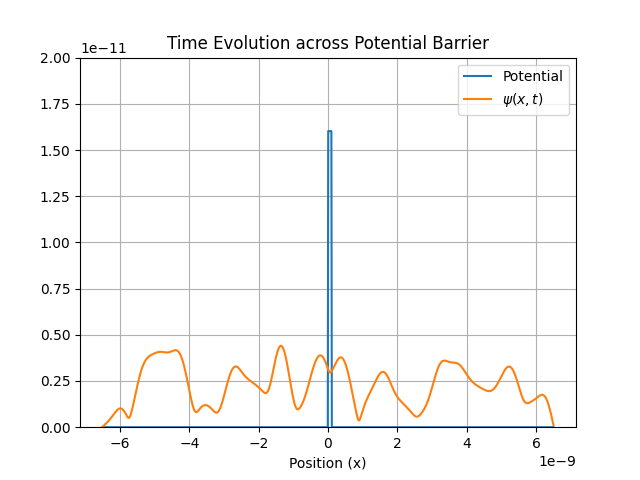 Time Evolution across Potential Barrier
1e−11
2.00
1.75
1.50
1.25
1.00
0.75
0.50
0.25
0.00
Potential
ψ(x, t)
−6 −4 −2 0 2 4 6
1e−9
Position (x)